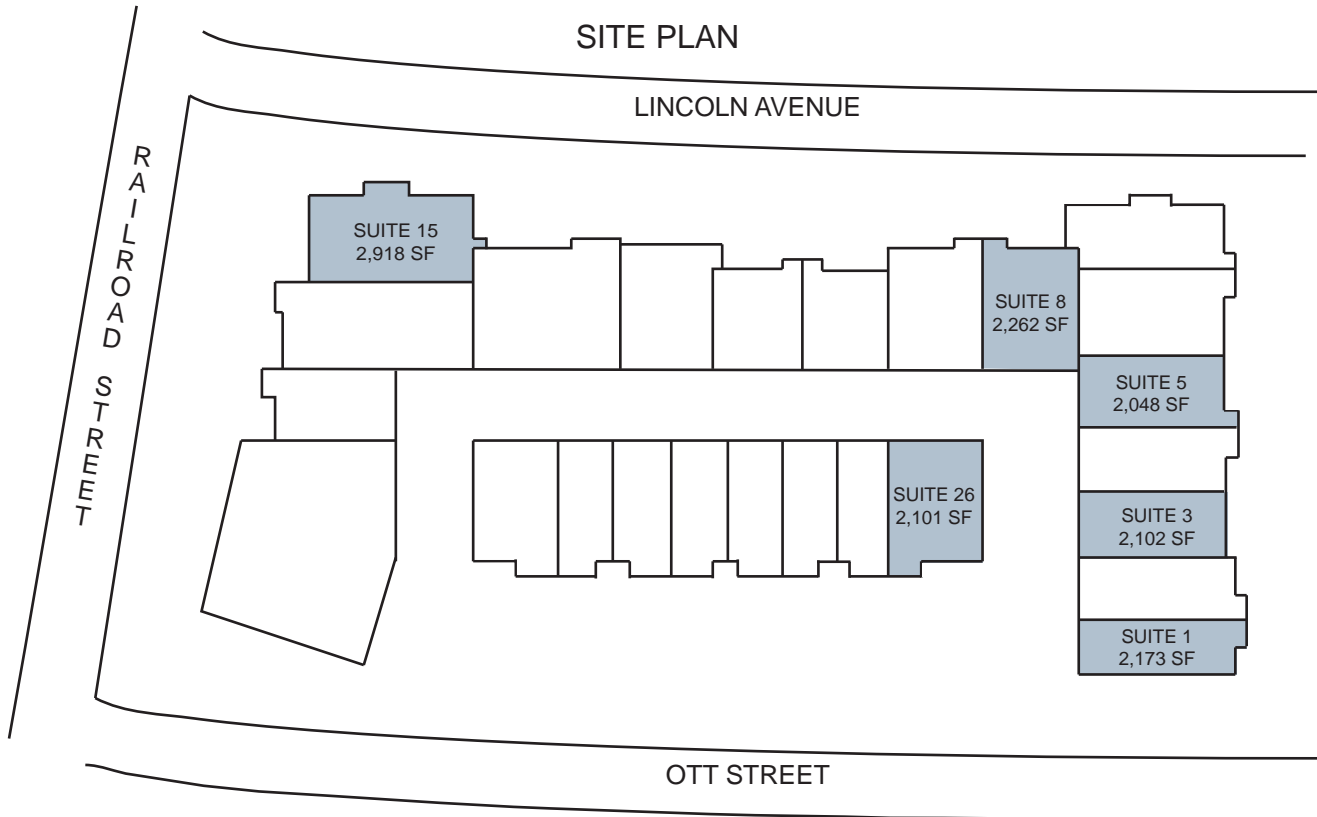 SITE PLAN
LINCOLN AVENUE
RAILROAD STREET
SUITE 15
2,918 SF
SUITE 8
2,262 SF
SUITE 5
2,048 SF
SUITE 26
2,101 SF
SUITE 3
2,102 SF
SUITE 1
2,173 SF
OTT STREET